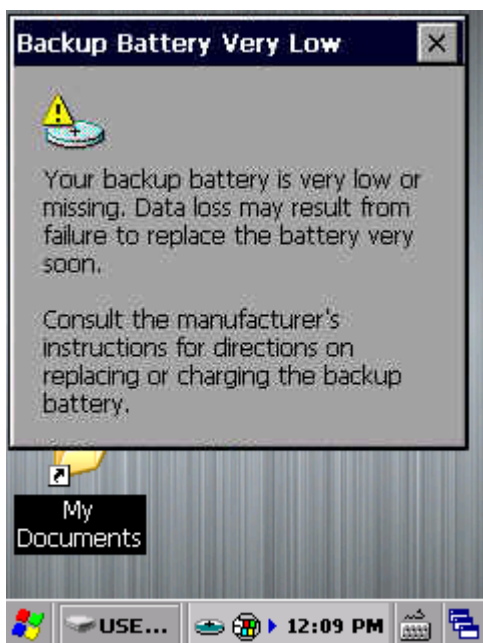 Backup Battery Very Low
Your backup battery is very low or
missing. Data loss may result from
failure to replace the battery very
soon.
Consult the manufacturer's
instructions for directions on
replacing or charging the backup
battery.
My
Documents
USE... 12:09 PM